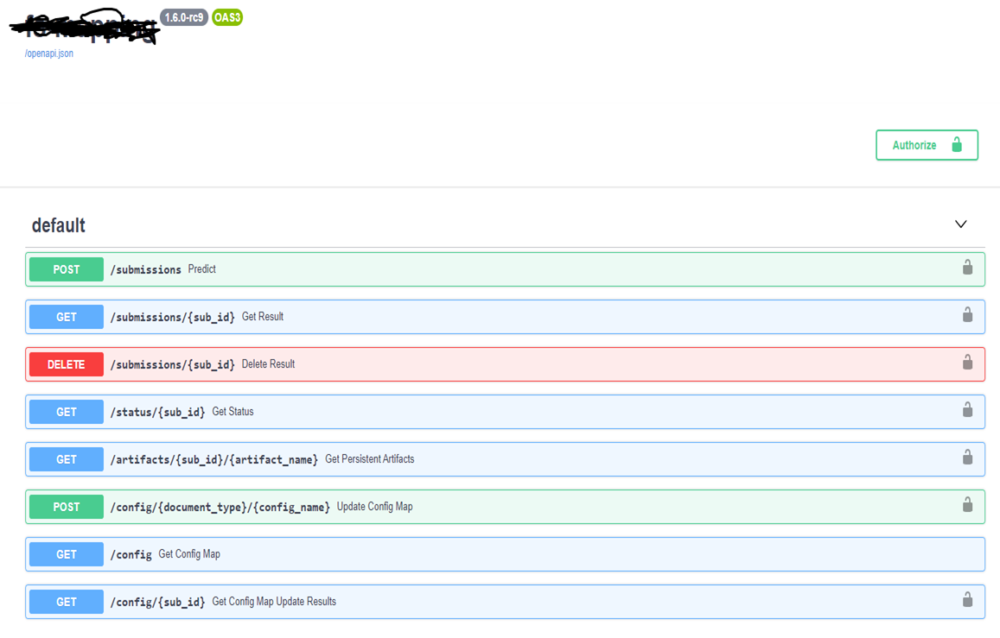 1.6.0-rc9 OAS3
/openapi.json
Authorize
default
POST /submissions Predict
GET /submissions/{sub_id} Get Result
DELETE /submissions/{sub_id} Delete Result
GET /status/{sub_id} Get Status
GET /artifacts/{sub_id}/{artifact_name} Get Persistent Artifacts
POST /config/{document_type}/{config_name} Update Config Map
GET /config Get Config Map
GET /config/{sub_id} Get Config Map Update Results